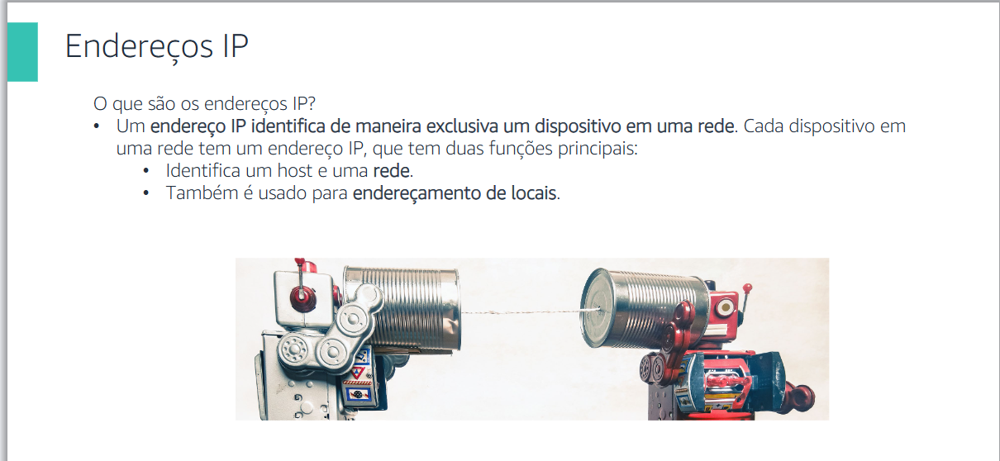 Endereços IP
O que são os endereços IP?
• Um endereço IP identifica de maneira exclusiva um dispositivo em uma rede. Cada dispositivo em
uma rede tem um endereço IP, que tem duas funções principais:
• Identifica um host e uma rede.
• Também é usado para endereçamento de locais.